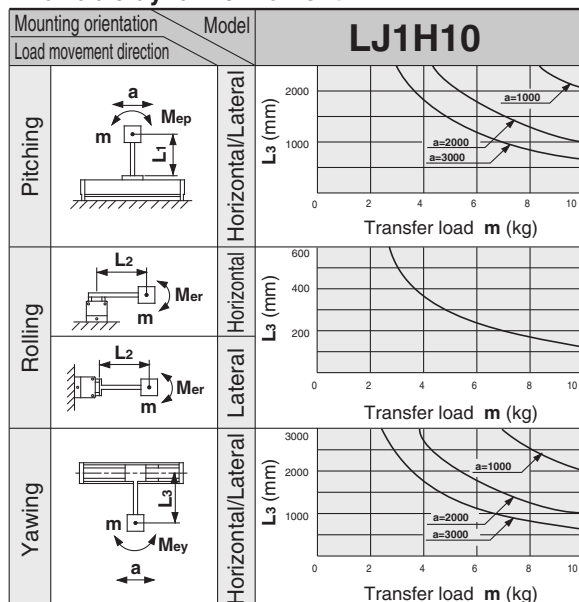 Mounting orientation Model
Load movement direction
LJ1H10
Pitching
a
Mep
m
L1
Horizontal/Lateral
L3 (mm)
2000
1000
a=1000
a=2000
a=3000
0 2 4 6 8 10
Transfer load m (kg)
Rolling
L2
Mer
m
Horizontal
L2
Mer
m
Lateral
L3 (mm)
600
400
200
0 2 4 6 8 10
Transfer load m (kg)
Yawing
L3
m
Mey
a
Horizontal/Lateral
L3 (mm)
3000
2000
1000
a=1000
a=2000
a=3000
0 2 4 6 8 10
Transfer load m (kg)